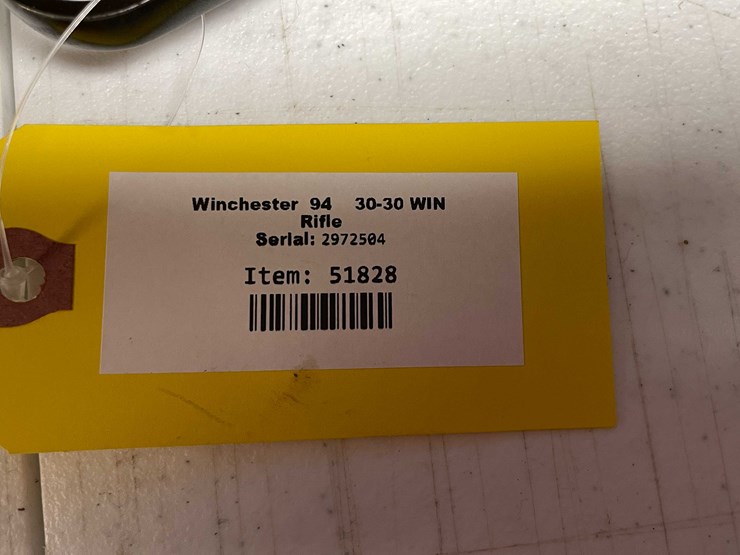 Winchester 94 30-30 WIN
Rifle
Serial: 2972504
Item: 51828